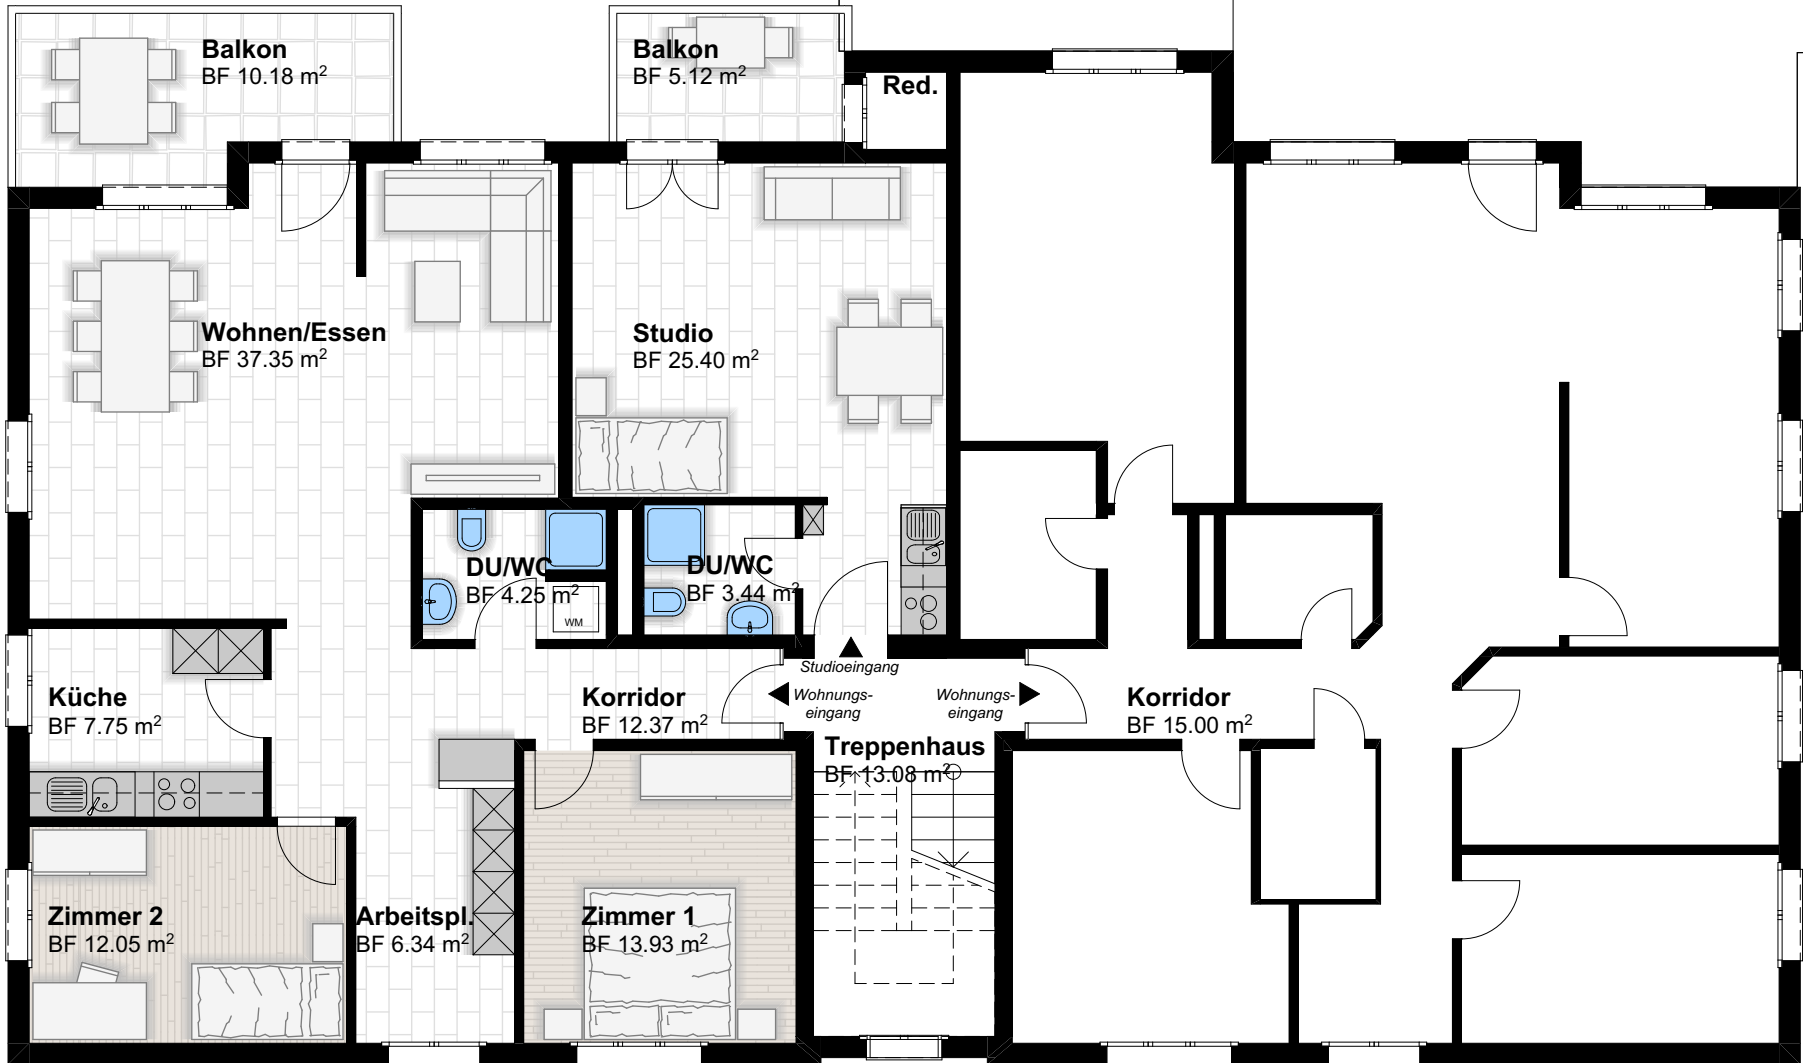 Balkon
BF 10.18 m²
Balkon
BF 5.12 m²
Red.
Wohnen/Essen
BF 37.35 m²
Studio
BF 25.40 m²
DU/WC
BF 4.25 m²
WM
DU/WC
BF 3.44 m²
Studioeingang
Wohnungs-
eingang
Wohnungs-
eingang
Küche
BF 7.75 m²
Korridor
BF 12.37 m²
Korridor
BF 15.00 m²
Treppenhaus
BF 13.08 m²
Zimmer 2
BF 12.05 m²
Arbeitspl.
BF 6.34 m²
Zimmer 1
BF 13.93 m²